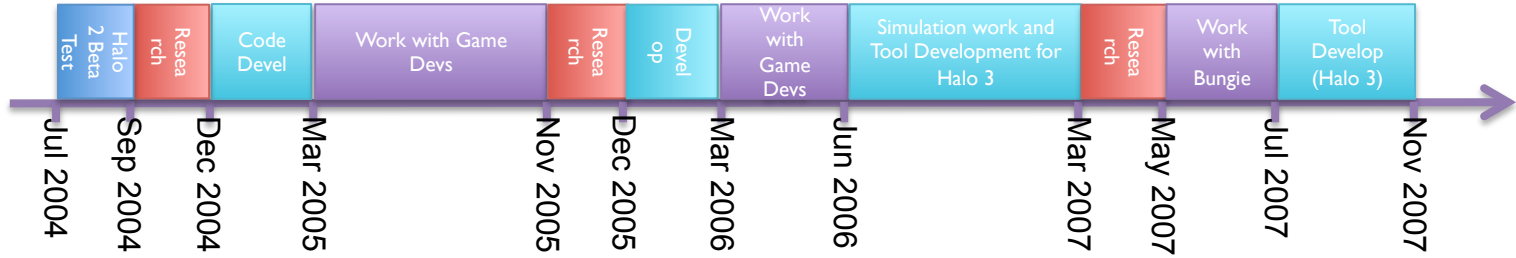 Halo
2 Beta
Test
Resea
rch
Code
Devel
Work with Game
Devs
Resea
rch
Devel
op
Work
with
Game
Devs
Simulation work and
Tool Development for
Halo 3
Resea
rch
Work
with
Bungie
Tool
Develop
(Halo 3)
Jul 2004
Sep 2004
Dec 2004
Mar 2005
Nov 2005
Dec 2005
Mar 2006
Jun 2006
Mar 2007
May 2007
Jul 2007
Nov 2007